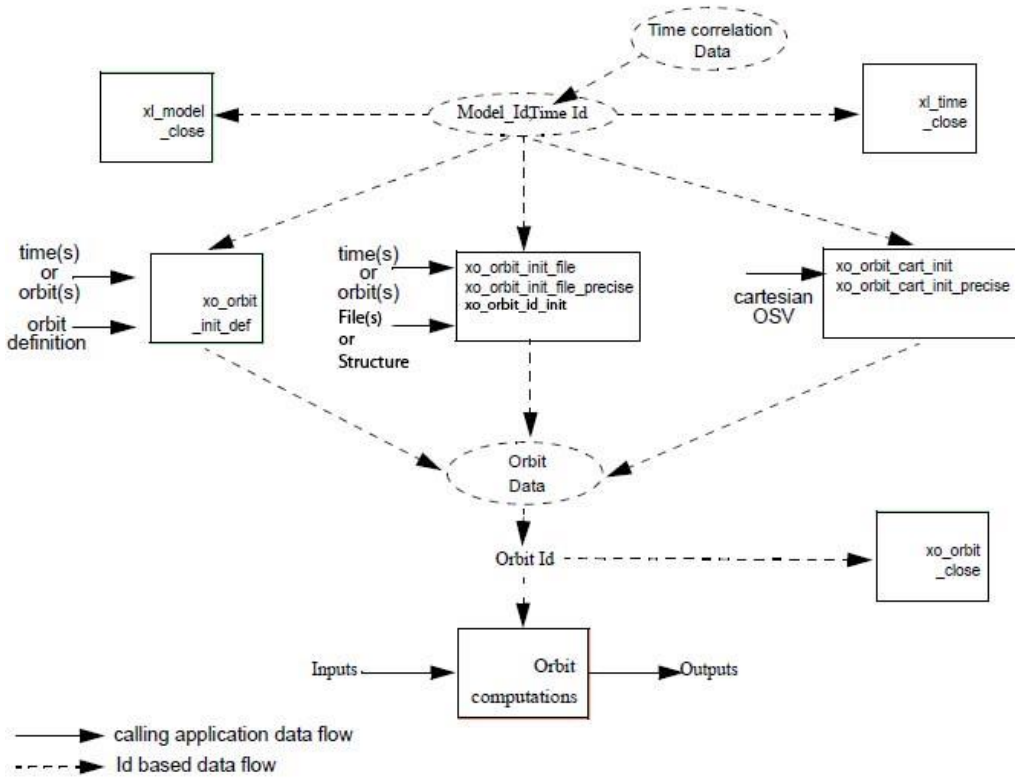 Time correlation
Data
xl_model
_close
Model_Id,Time Id
xl_time
_close
time(s)
or
orbit(s)
orbit
definition
xo_orbit
_init_def
time(s)
or
orbit(s)
File(s)
or
Structure
xo_orbit_init_file
xo_orbit_init_file_precise
xo_orbit_id_init
cartesian
OSV
xo_orbit_cart_init
xo_orbit_cart_init_precise
Orbit
Data
Orbit Id
xo_orbit
_close
Inputs
Orbit
computations
Outputs
calling application data flow
Id based data flow